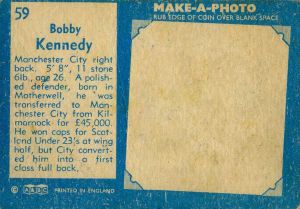 59
Bobby
Kennedy
Manchester City right
back. 5' 8", 11 stone
6lb., age 26. A polish-
ed defender, born in
Motherwell, he was
transferred to Man-
chester City from Kil-
marnock for £45,000.
He won caps for Scot-
land Under 23's at wing
half, but City convert-
ed him into a first
class full back.
© A&BC PRINTED IN ENGLAND
MAKE-A-PHOTO
RUB EDGE OF COIN OVER BLANK SPACE